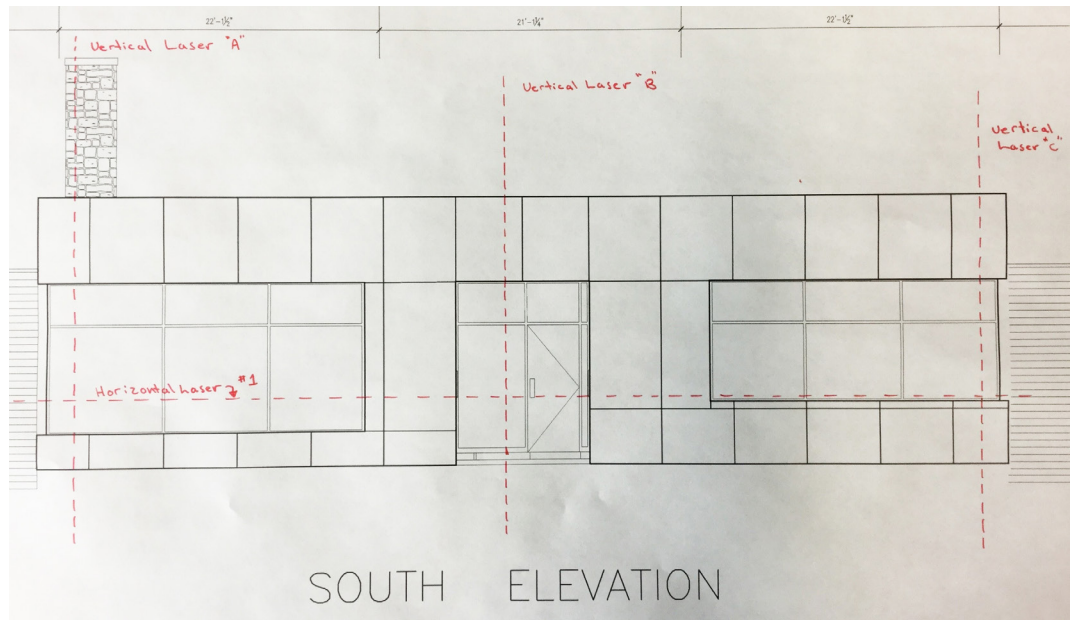 22'-1½" 21'-1¼" 22'-1½"
Vertical Laser "A"
Vertical Laser "B"
Vertical
Laser "C"
Horizontal Laser #1
SOUTH ELEVATION